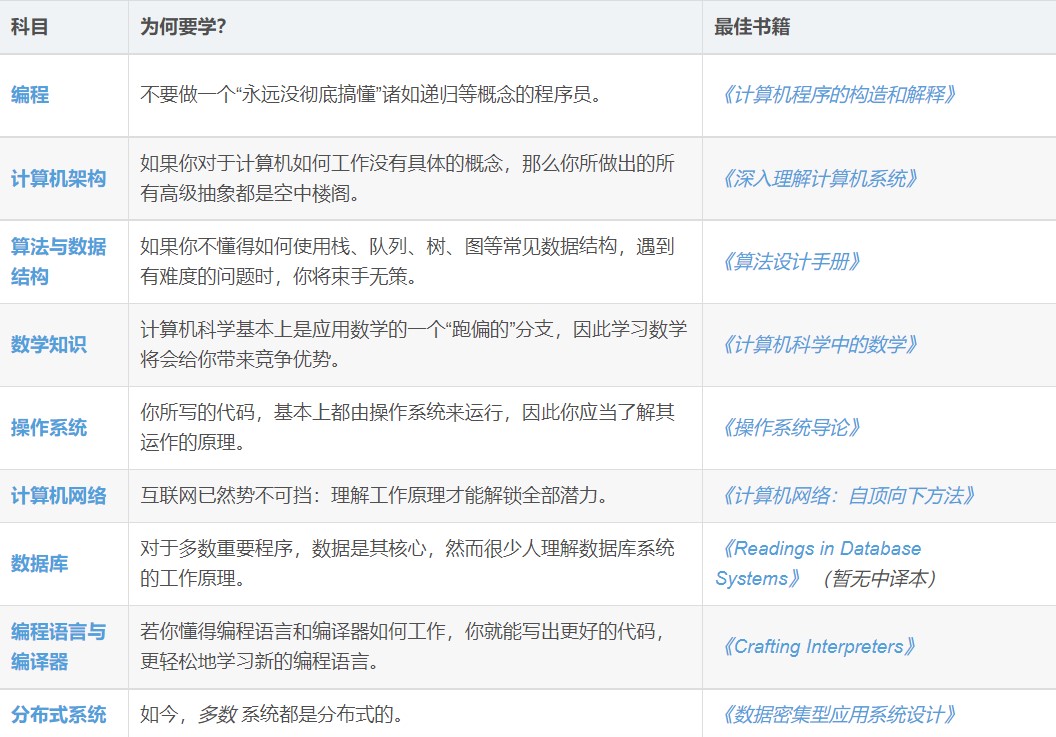 科目 为何要学? 最佳书籍
编程 不要做一个“永远没彻底搞懂”诸如递归等概念的程序员。 《计算机程序的构造和解释》
计算机架构 如果你对于计算机如何工作没有具体的概念，那么你所做出的所
有高级抽象都是空中楼阁。 《深入理解计算机系统》
算法与数据
结构 如果你不懂得如何使用栈、队列、树、图等常见数据结构，遇到
有难度的问题时，你将束手无策。 《算法设计手册》
数学知识 计算机科学基本上是应用数学的一个“跑偏的”分支，因此学习数学
将会给你带来竞争优势。 《计算机科学中的数学》
操作系统 你所写的代码，基本上都由操作系统来运行，因此你应当了解其
运作的原理。 《操作系统导论》
计算机网络 互联网已然势不可挡：理解工作原理才能解锁全部潜力。 《计算机网络：自顶向下方法》
数据库 对于多数重要程序，数据是其核心，然而很少人理解数据库系统
的工作原理。 《Readings in Database
Systems》 （暂无中译本）
编程语言与
编译器 若你懂得编程语言和编译器如何工作，你就能写出更好的代码，
更轻松地学习新的编程语言。 《Crafting Interpreters》
分布式系统 如今，多数 系统都是分布式的。 《数据密集型应用系统设计》